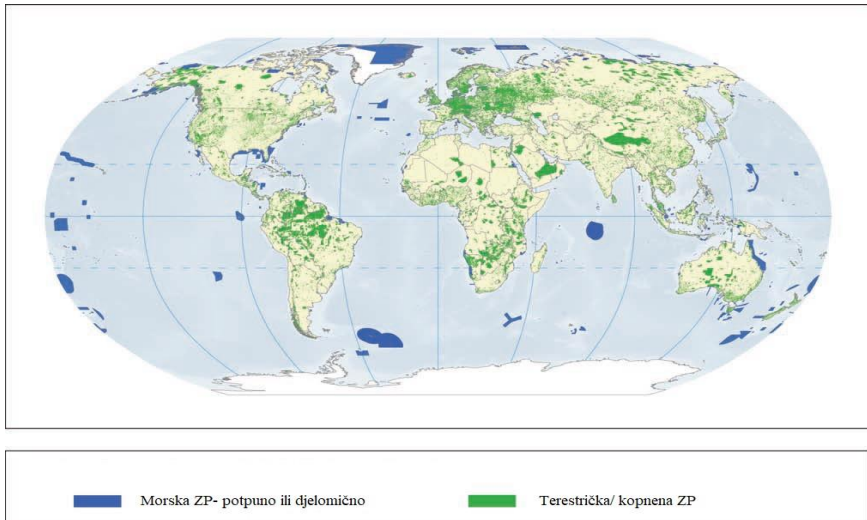 Morska ZP- potpuno ili djelomično
Terestrička/ kopnena ZP